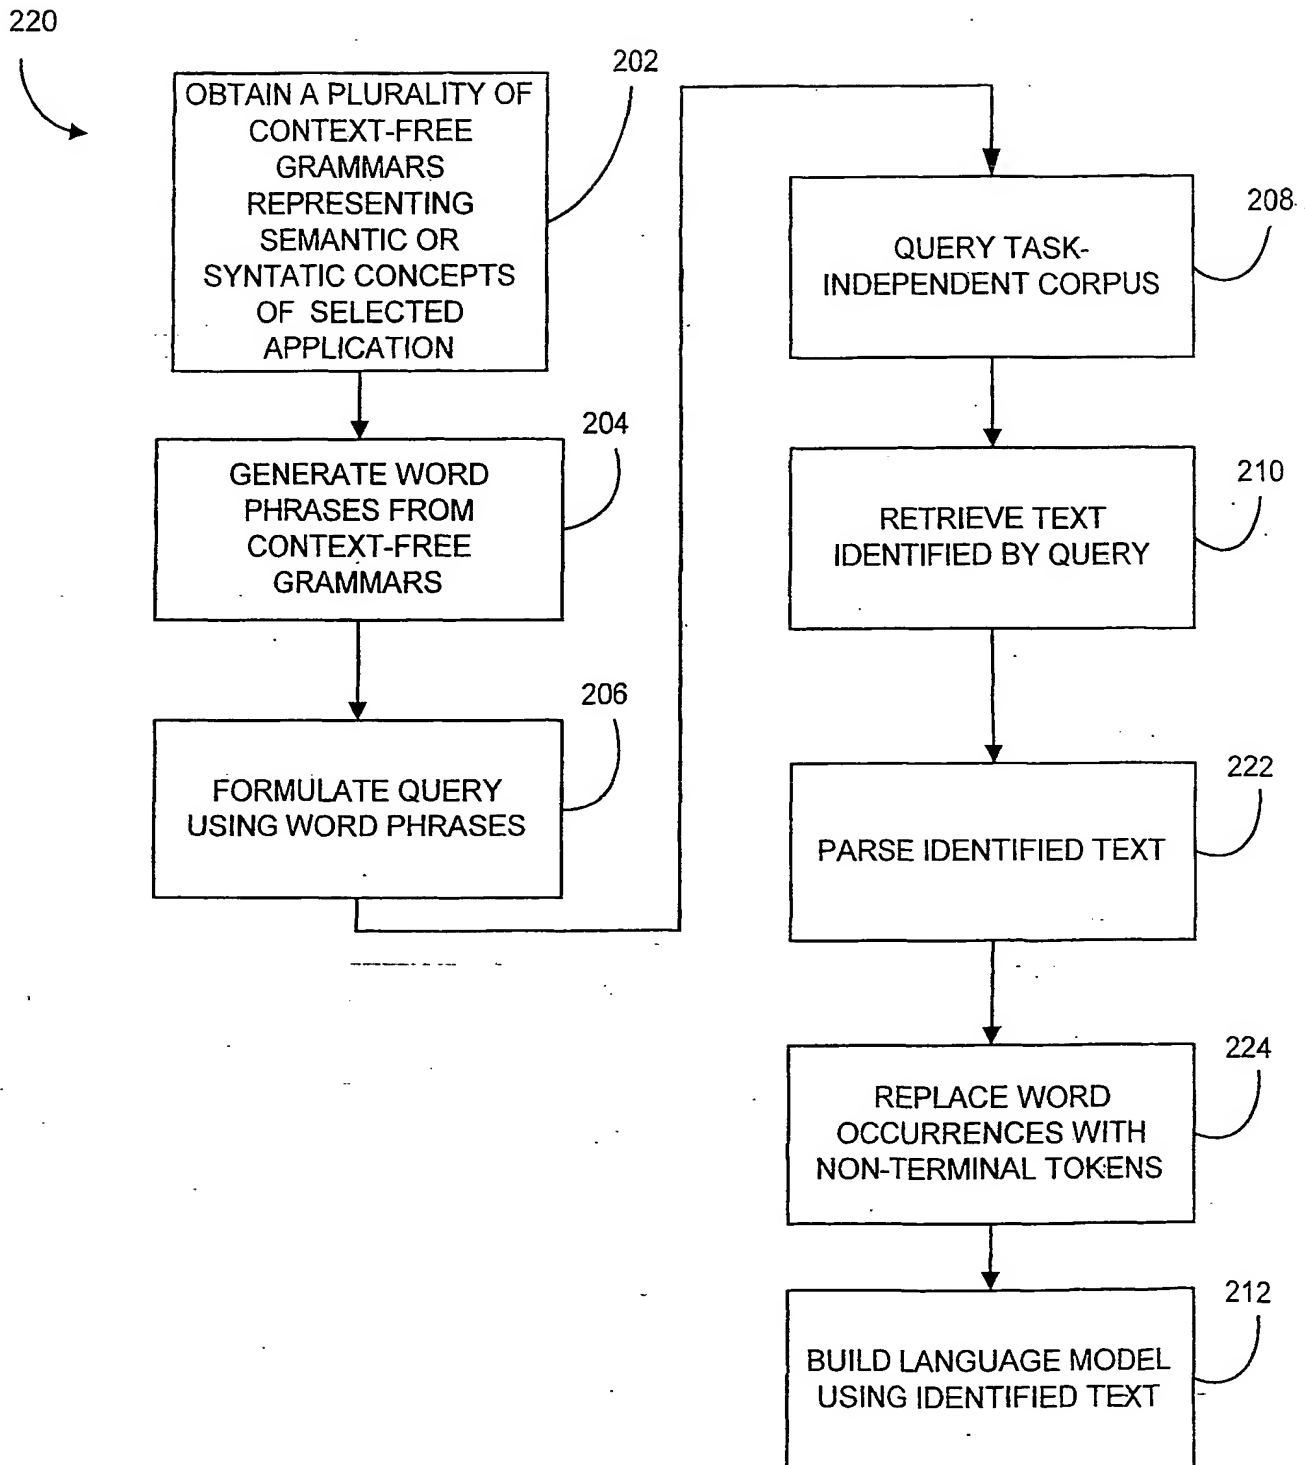 220
202
OBTAIN A PLURALITY OF
CONTEXT-FREE
GRAMMARS
REPRESENTING
SEMANTIC OR
SYNTATIC CONCEPTS
OF SELECTED
APPLICATION
204
GENERATE WORD
PHRASES FROM
CONTEXT-FREE
GRAMMARS
206
FORMULATE QUERY
USING WORD PHRASES
208
QUERY TASK-
INDEPENDENT CORPUS
210
RETRIEVE TEXT
IDENTIFIED BY QUERY
222
PARSE IDENTIFIED TEXT
224
REPLACE WORD
OCCURRENCES WITH
NON-TERMINAL TOKENS
212
BUILD LANGUAGE MODEL
USING IDENTIFIED TEXT